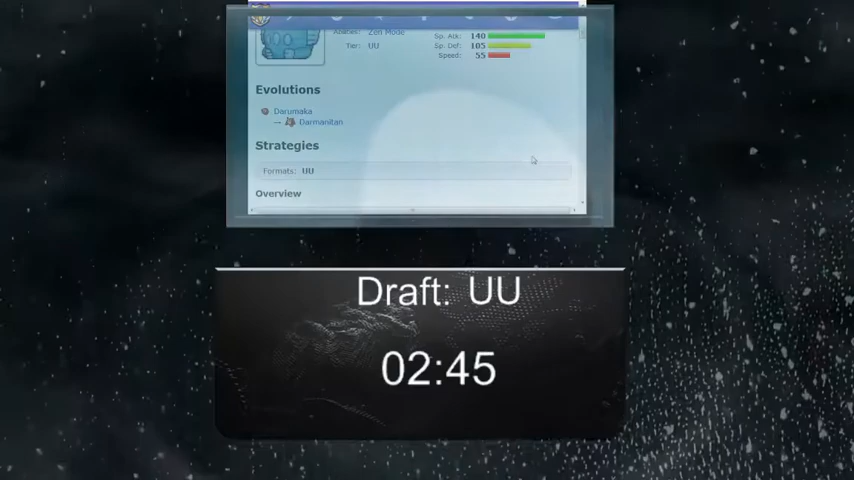 Abilities: Zen Mode
Tier: UU
Sp. Atk: 140
Sp. Def: 105
Speed: 55
Evolutions
Darumaka
→ Darmanitan
Strategies
Formats: UU
Overview
Draft: UU
02:45